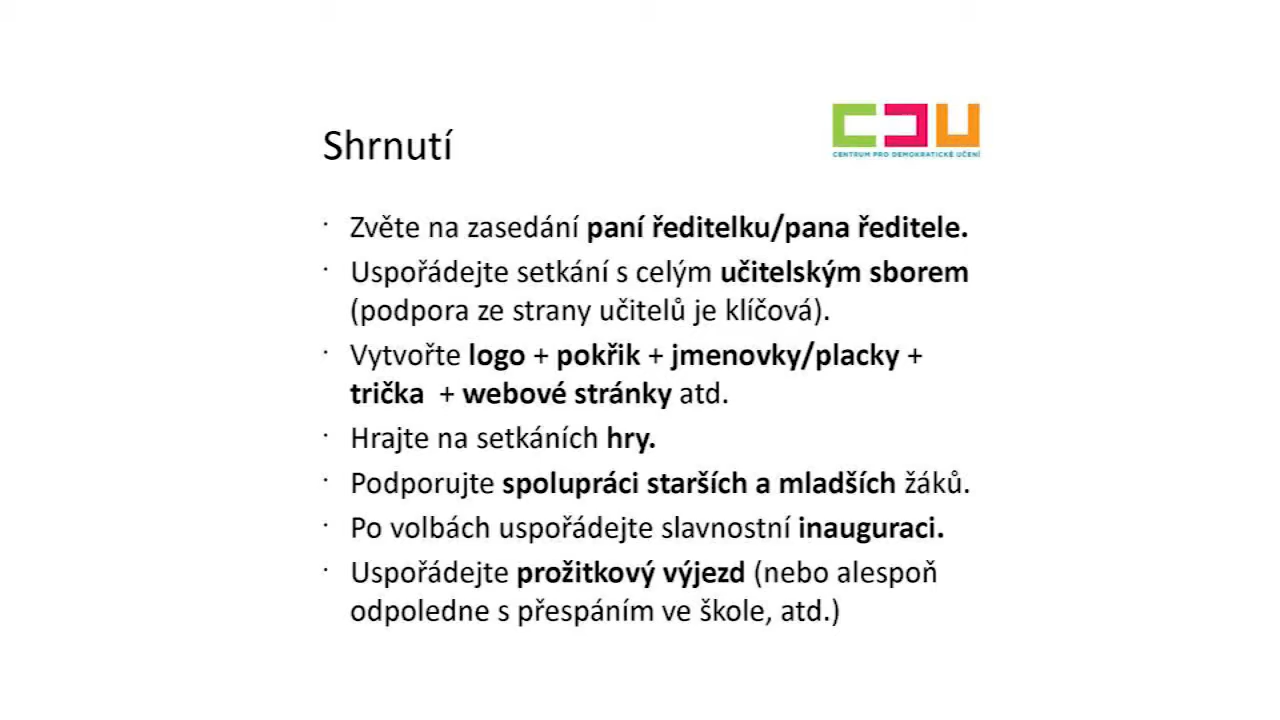 CENTRUM PRO DEMOKRATICKÉ UČENÍ
Shrnutí
· Zvěte na zasedání paní ředitelku/pana ředitele.
· Uspořádejte setkání s celým učitelským sborem
(podpora ze strany učitelů je klíčová).
· Vytvořte logo + pokřik + jmenovky/placky +
trička + webové stránky atd.
· Hrajte na setkáních hry.
· Podporujte spolupráci starších a mladších žáků.
· Po volbách uspořádejte slavnostní inauguraci.
· Uspořádejte prožitkový výjezd (nebo alespoň
odpoledne s přespáním ve škole, atd.)